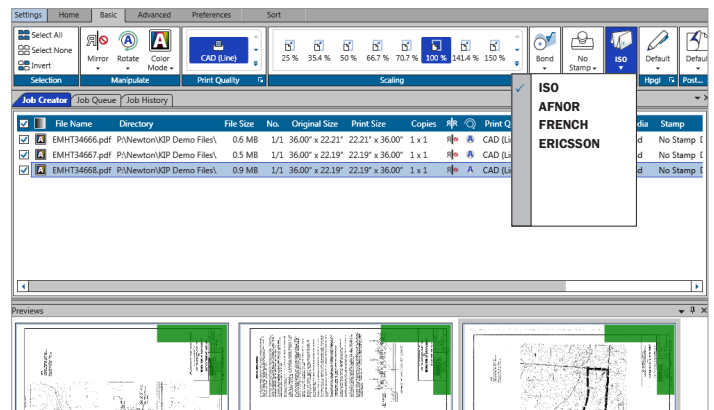 Settings Home Basic Advanced Preferences Sort
Select All
Select None
Invert
Selection
Mirror Rotate Color Mode
Manipulate
CAD (Line)
Print Quality
25 % 35.4 % 50 % 66.7 % 70.7 % 100 % 141.4 % 150 %
Scaling
Bond No Stamp ISO Default Defau
Hpgl Post...
ISO
AFNOR
FRENCH
ERICSSON
Job Creator Job Queue Job History
File Name Directory File Size No. Original Size Print Size Copies Print Q dia Stamp
EMHT34666.pdf P:\Newton\KIP Demo Files\ 0.6 MB 1/1 36.00" x 22.21" 22.21" x 36.00" 1 x 1 CAD (Li d No Stamp
EMHT34667.pdf P:\Newton\KIP Demo Files\ 0.5 MB 1/1 36.00" x 22.19" 22.19" x 36.00" 1 x 1 CAD (Li d No Stamp
EMHT34668.pdf P:\Newton\KIP Demo Files\ 0.9 MB 1/1 36.00" x 22.19" 22.19" x 36.00" 1 x 1 CAD (Li d No Stamp
Previews